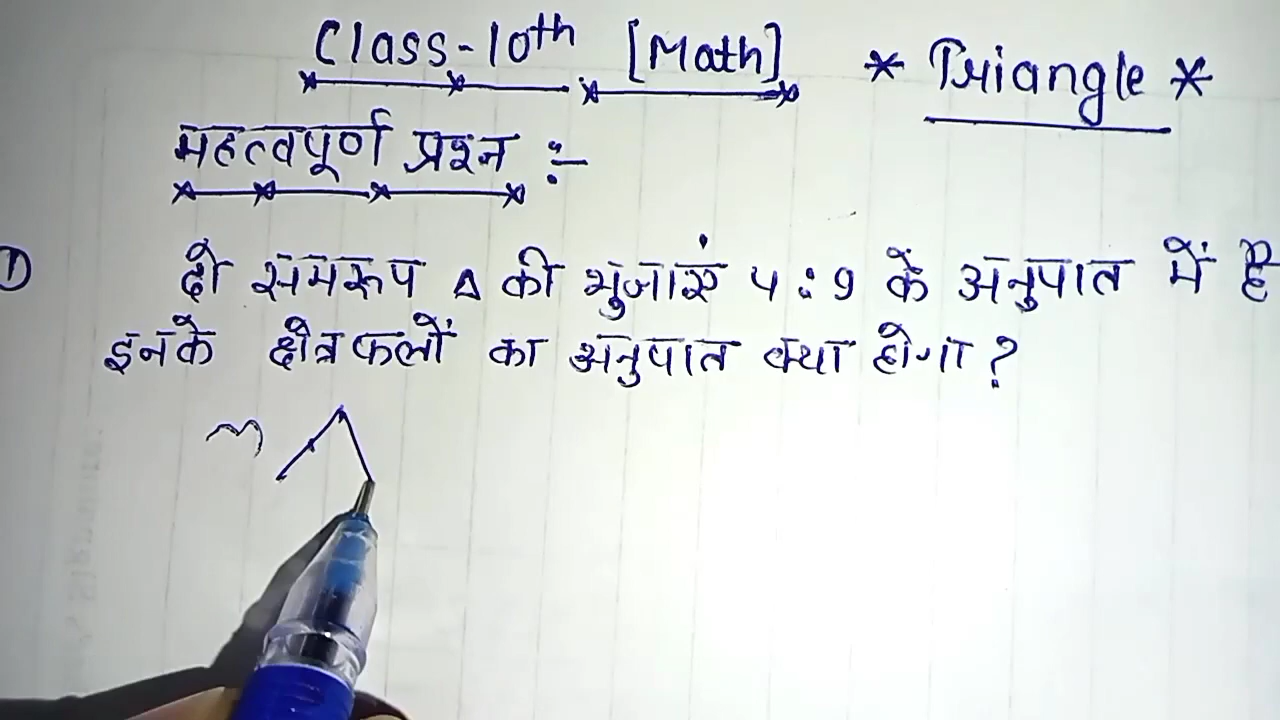 Class-10th [Math] * Triangle *
महत्वपूर्ण प्रश्न :-
① दो समरूप Δ की भुजाएं 4:9 के अनुपात में है
इनके क्षेत्रफलों का अनुपात क्या होगा ?